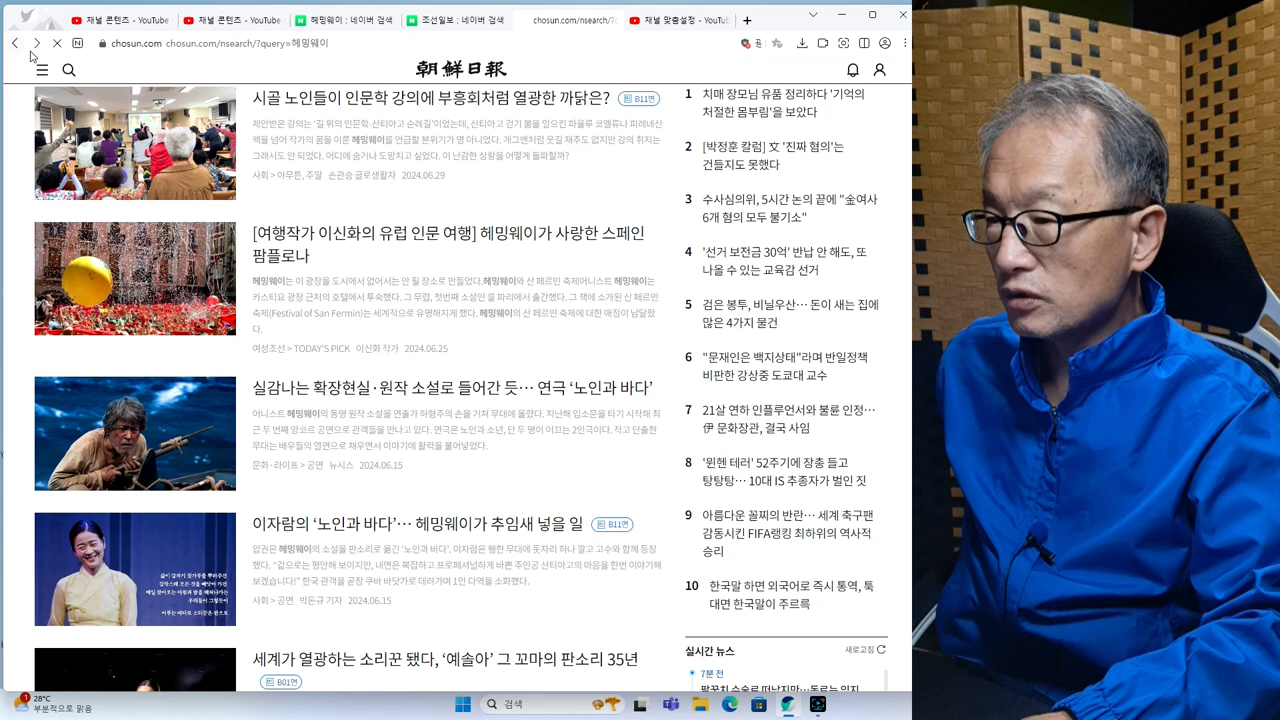 채널 콘텐츠 - YouTube
채널 콘텐츠 - YouTube
헤밍웨이 : 네이버 검색
조선일보 : 네이버 검색
chosun.com/nsearch/?
채널 맞춤설정 - YouTu
chosun.com chosun.com/nsearch/?query=헤밍웨이
朝鮮日報
시골 노인들이 인문학 강의에 부흥회처럼 열광한 까닭은? B11면
제안받은 강의는 '길 위의 인문학-산티아고 순례길'이었는데, 산티아고 걷기 붐을 일으킨 파울루 코엘류나 피레네산
맥을 넘어 작가의 꿈을 이룬 헤밍웨이를 언급할 분위기가 영 아니었다. 개그맨처럼 웃길 재주도 없지만 강의 취지는
그래서도 안 되었다. 어디에 숨거나 도망치고 싶었다. 이 난감한 상황을 어떻게 돌파할까?
사회 > 아무튼, 주말 손관승 글로생활자 2024.06.29
[여행작가 이신화의 유럽 인문 여행] 헤밍웨이가 사랑한 스페인
팜플로나
헤밍웨이는 이 광장을 도시에서 없어서는 안 될 장소로 만들었다.헤밍웨이와 산 페르민 축제어니스트 헤밍웨이는
카스티요 광장 근처의 호텔에서 투숙했다. 그 무렵, 첫번째 소설인 를 파리에서 출간했다. 그 책에 소개된 산 페르민
축제(Festival of San Fermin)는 세계적으로 유명해지게 했다. 헤밍웨이의 산 페르민 축제에 대한 애정이 남달랐
다.
여성조선 > TODAY'S PICK 이신화 작가 2024.06.25
실감나는 확장현실·원작 소설로 들어간 듯… 연극 '노인과 바다'
어니스트 헤밍웨이의 동명 원작 소설을 연출가 하형주의 손을 거쳐 무대에 올렸다. 지난해 입소문을 타기 시작해 최
근 두 번째 앙코르 공연으로 관객들을 만나고 있다. 연극은 노인과 소년, 단 두 명이 이끄는 2인극이다. 작고 단출한
무대는 배우들의 열연으로 채우면서 이야기에 활력을 불어넣었다.
문화·라이프 > 공연 뉴시스 2024.06.15
이자람의 '노인과 바다'… 헤밍웨이가 추임새 넣을 일 B11면
압권은 헤밍웨이의 소설을 판소리로 옮긴 '노인과 바다'. 이자람은 휑한 무대에 돗자리 하나 깔고 고수와 함께 등장
했다. "겉으로는 평안해 보이지만, 내면은 복잡하고 프로페셔널하게 바쁜 주인공 산티아고의 마음을 한번 이야기해
보겠습니다!" 한국 관객을 곧장 쿠바 바닷가로 데려가며 1인 다역을 소화했다.
사회 > 공연 박돈규 기자 2024.06.15
세계가 열광하는 소리꾼 됐다, '예솔아' 그 꼬마의 판소리 35년
B01면
1 치매 장모님 유품 정리하다 '기억의
처절한 몸부림'을 보았다
2 [박정훈 칼럼] 文 '진짜 혐의'는
건들지도 못했다
3 수사심의위, 5시간 논의 끝에 "金여사
6개 혐의 모두 불기소"
4 '선거 보전금 30억' 반납 안 해도, 또
나올 수 있는 교육감 선거
5 검은 봉투, 비닐우산… 돈이 새는 집에
많은 4가지 물건
6 "문재인은 백지상태"라며 반일정책
비판한 강상중 도쿄대 교수
7 21살 연하 인플루언서와 불륜 인정…
伊 문화장관, 결국 사임
8 '뮌헨 테러' 52주기에 장총 들고
탕탕탕… 10대 IS 추종자가 벌인 짓
9 아름다운 꼴찌의 반란… 세계 축구팬
감동시킨 FIFA랭킹 최하위의 역사적
승리
10 한국말 하면 외국어로 즉시 통역, 툭
대면 한국말이 주르륵
실시간 뉴스 새로고침
7분 전
28°C
부분적으로 맑음
검색